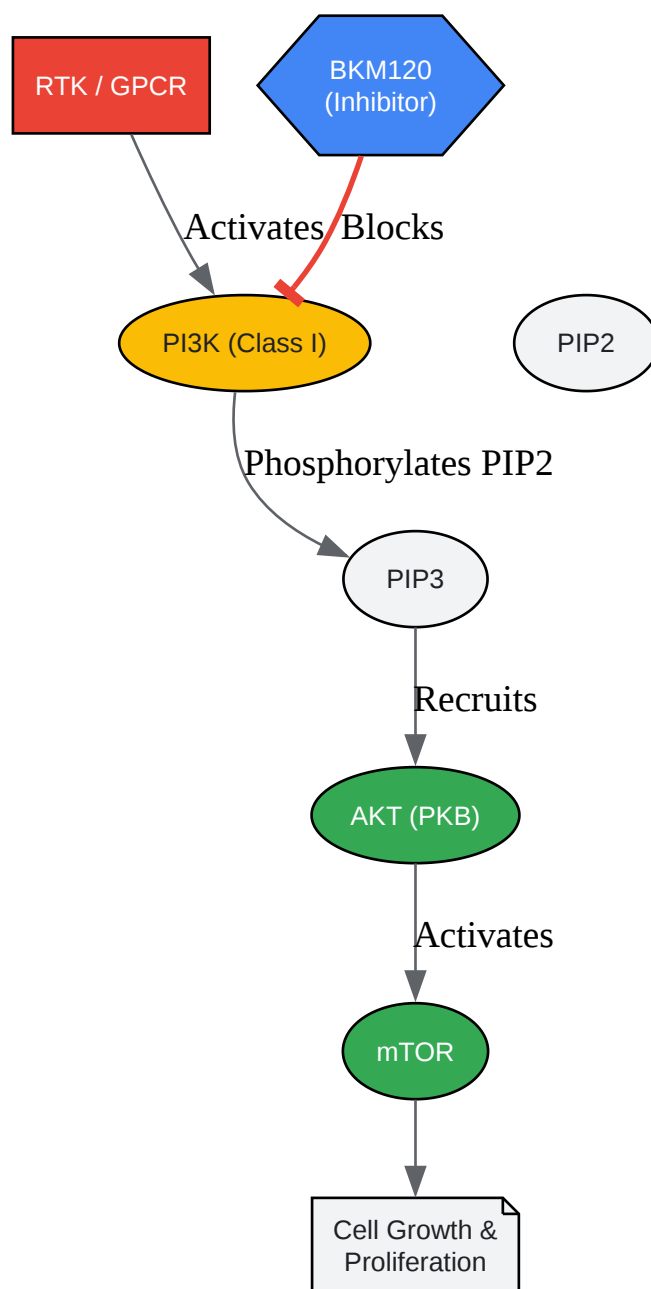 RTK / GPCR
BKM120
(Inhibitor)
Activates
Blocks
PI3K (Class I)
PIP2
Phosphorylates PIP2
PIP3
Recruits
AKT (PKB)
Activates
mTOR
Cell Growth &
Proliferation